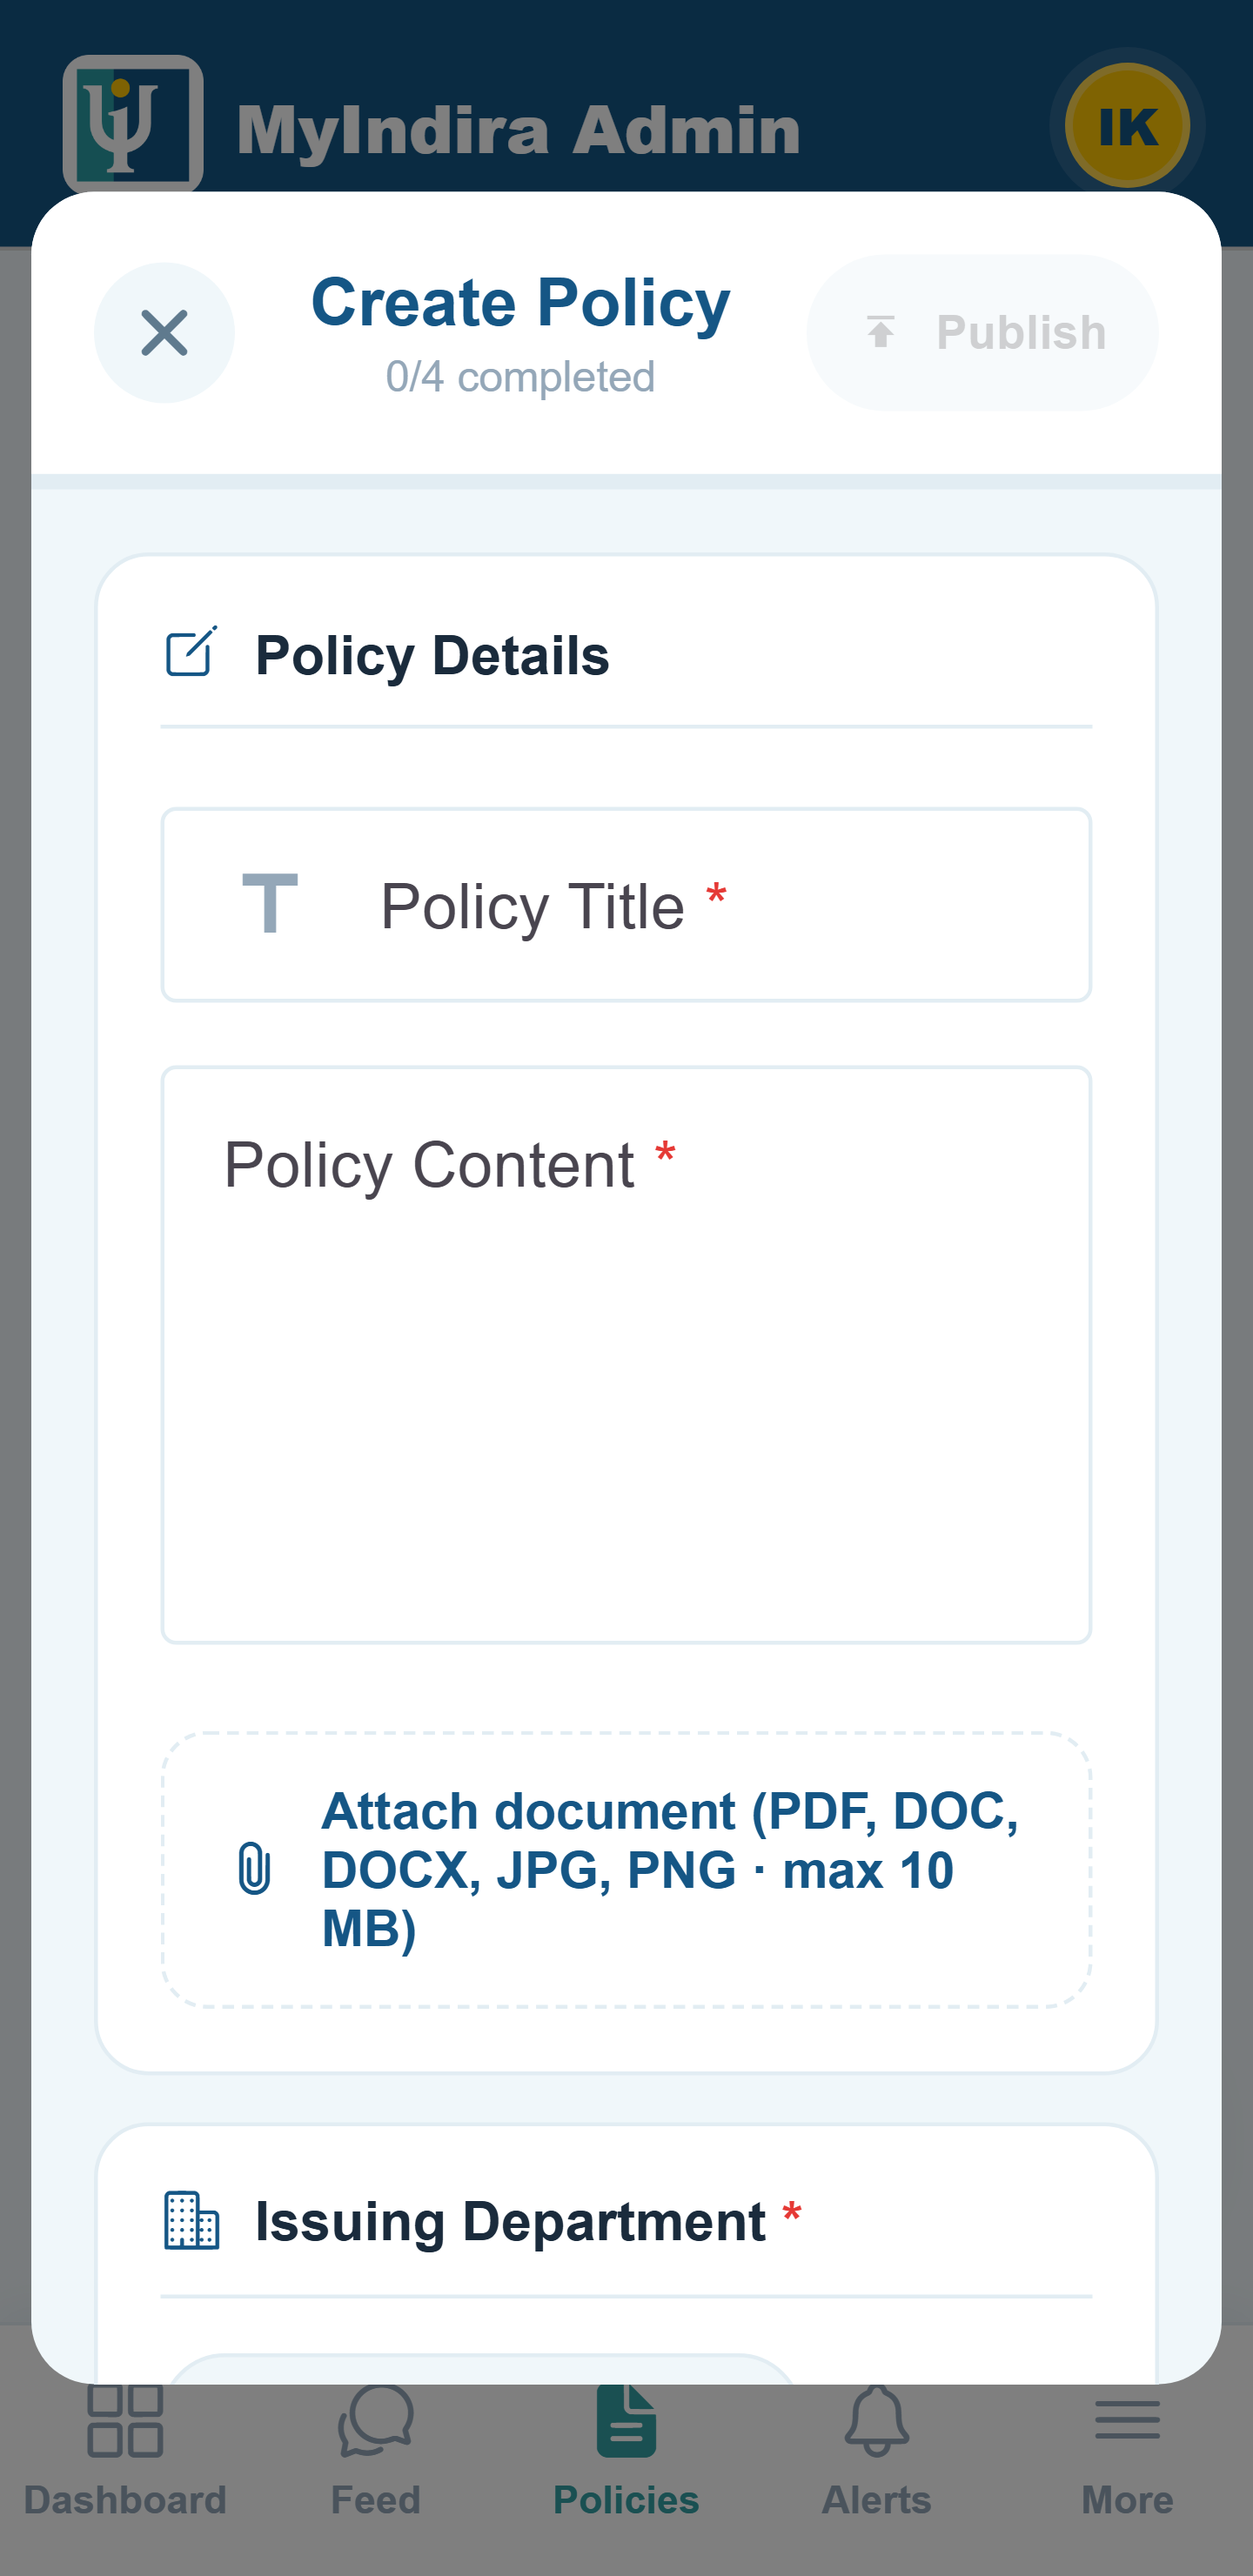 MyIndira Admin
IK
Create Policy
0/4 completed
Publish
Policy Details
Policy Title *
Policy Content *
Attach document (PDF, DOC,
DOCX, JPG, PNG · max 10
MB)
Issuing Department *
Dashboard
Feed
Policies
Alerts
More